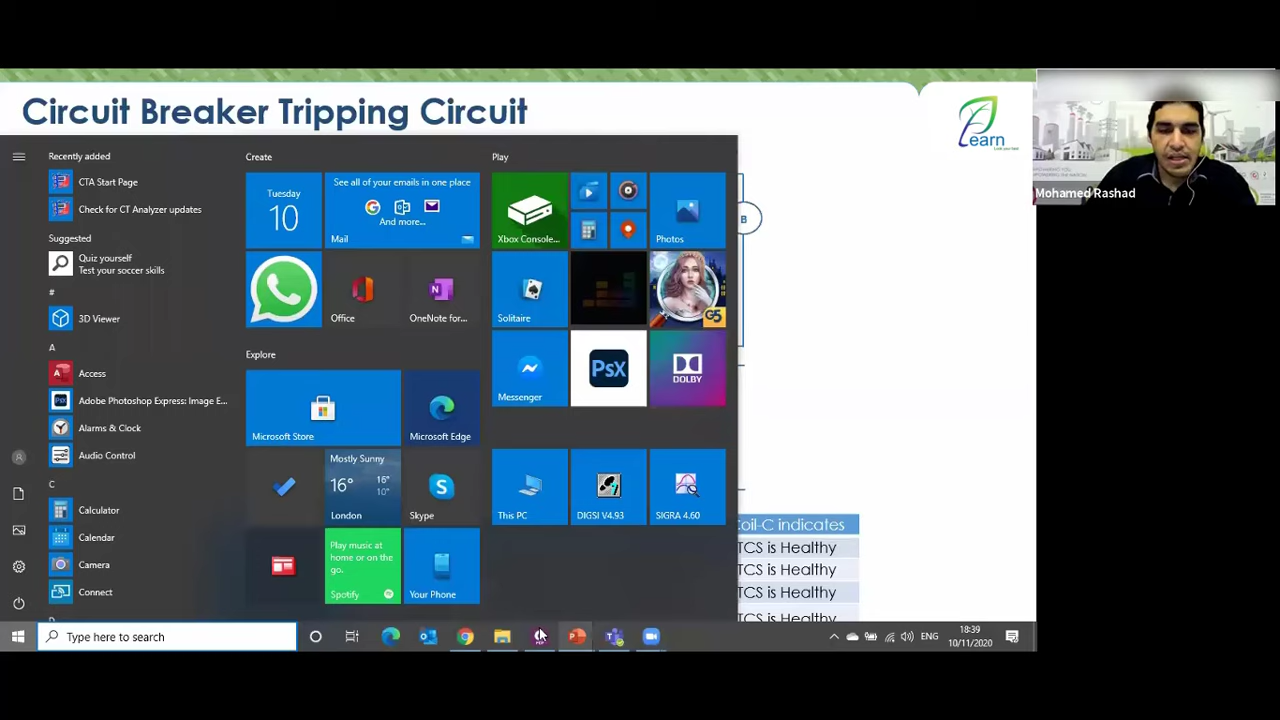 Circuit Breaker Tripping Circuit
Learn
Mohamed Rashad
Recently added
CTA Start Page
Check for CT Analyzer updates
Suggested
Quiz yourself
Test your soccer skills
#
3D Viewer
A
Access
Adobe Photoshop Express: Image E...
Alarms & Clock
Audio Control
C
Calculator
Calendar
Camera
Connect
Create
Tuesday
10
See all of your emails in one place
And more...
Mail
Office
OneNote for...
Explore
Microsoft Store
Microsoft Edge
Mostly Sunny
16°
16°
10°
London
Skype
Play music at
home or on the
go.
Spotify
Your Phone
Play
Xbox Console...
Photos
Solitaire
G5
Messenger
PsX
DOLBY
This PC
DIGSI V4.93
SIGRA 4.60
B
Coil-C indicates
TCS is Healthy
TCS is Healthy
TCS is Healthy
TCS is Healthy
Type here to search
ENG
18:39
10/11/2020